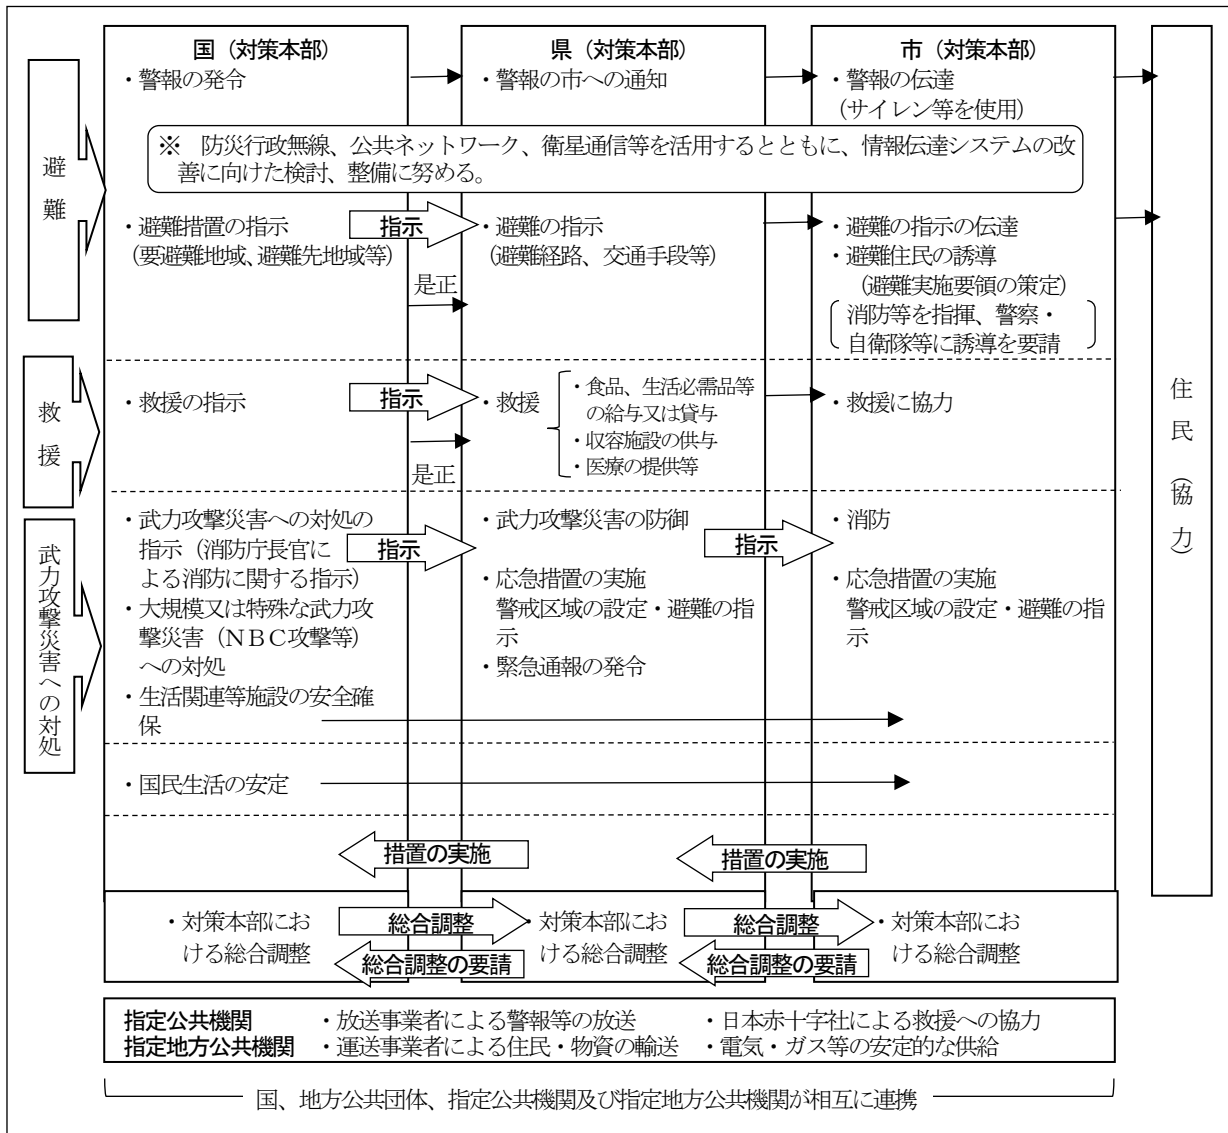 国（対策本部）
県（対策本部）
市（対策本部）
避難
・警報の発令
・警報の市への通知
・警報の伝達
（サイレン等を使用）
※　防災行政無線、公共ネットワーク、衛星通信等を活用するとともに、情報伝達システムの改
善に向けた検討、整備に努める。
・避難措置の指示
（要避難地域、避難先地域等）
指示
是正
・避難の指示
（避難経路、交通手段等）
・避難の指示の伝達
・避難住民の誘導
（避難実施要領の策定）
消防等を指揮、警察・
自衛隊等に誘導を要請
救援
・救援の指示
指示
是正
・救援
・食品、生活必需品等
の給与又は貸与
・収容施設の供与
・医療の提供等
・救援に協力
武力攻撃災害への対処
・武力攻撃災害への対処の
指示（消防庁長官に
よる消防に関する指示）
・大規模又は特殊な武力攻
撃災害（ＮＢＣ攻撃等）
への対処
・生活関連等施設の安全確
保
指示
・武力攻撃災害の防御
・応急措置の実施
警戒区域の設定・避難の指
示
・緊急通報の発令
指示
・消防
・応急措置の実施
警戒区域の設定・避難の指
示
・国民生活の安定
措置の実施
措置の実施
・対策本部にお
ける総合調整
総合調整
総合調整の要請
・対策本部にお
ける総合調整
総合調整
総合調整の要請
・対策本部にお
ける総合調整
住民（協力）
指定公共機関
・放送事業者による警報等の放送
・日本赤十字社による救援への協力
指定地方公共機関
・運送事業者による住民・物資の輸送
・電気・ガス等の安定的な供給
国、地方公共団体、指定公共機関及び指定地方公共機関が相互に連携